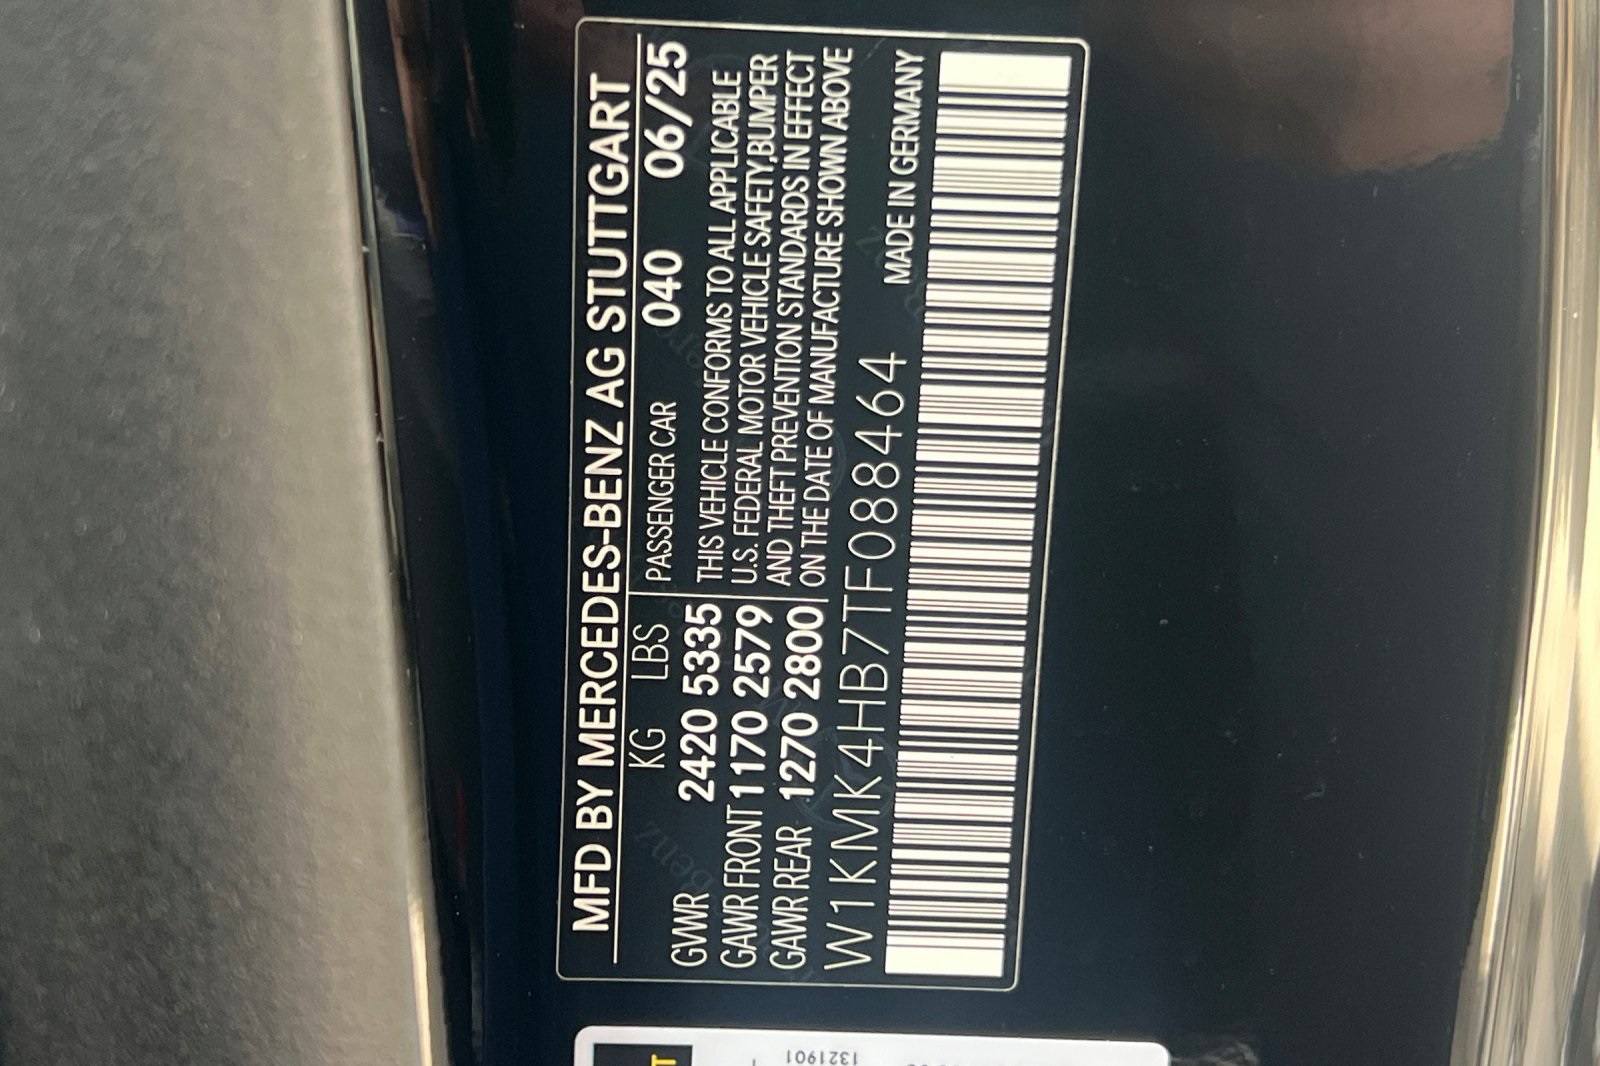 MFD BY MERCEDES-BENZ AG STUTTGART
KG LBS PASSENGER CAR 040 06/25
GVWR 2420 5335 THIS VEHICLE CONFORMS TO ALL APPLICABLE
GAWR FRONT 1170 2579 U.S. FEDERAL MOTOR VEHICLE SAFETY,BUMPER
GAWR REAR 1270 2800 AND THEFT PREVENTION STANDARDS IN EFFECT
ON THE DATE OF MANUFACTURE SHOWN ABOVE
W1KMK4HB7TF088464 MADE IN GERMANY
1321901